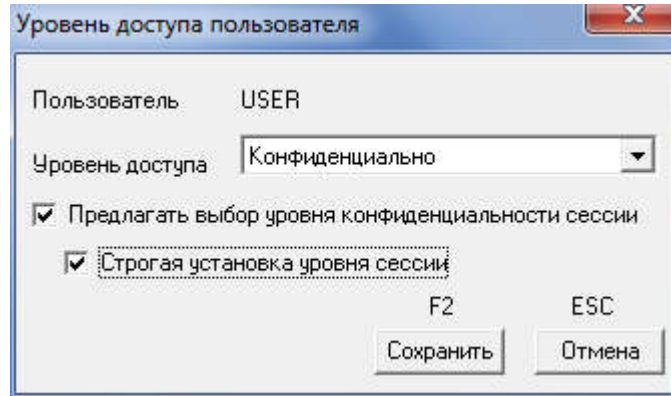 Уровень доступа пользователя
Пользователь USER
Уровень доступа Конфиденциально
Предлагать выбор уровня конфиденциальности сессии
Строгая установка уровня сессии
F2 ESC
Сохранить Отмена